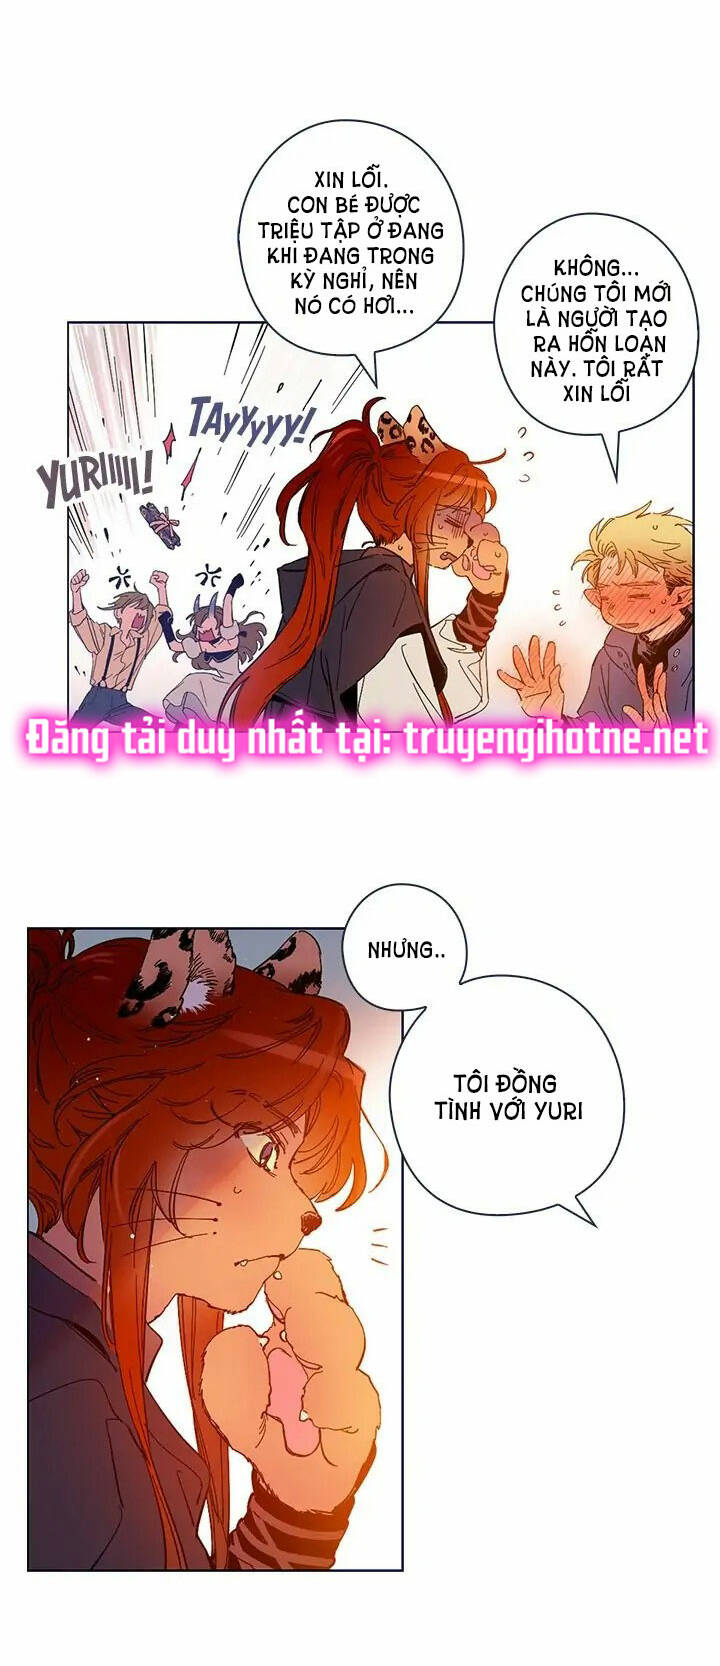 XIN LỖI.
CON BÉ ĐƯỢC
TRIỆU TẬP Ở ĐANG
KHI ĐANG TRONG
KỲ NGHỈ, NÊN
NÓ CÓ HƠI...
KHÔNG...
CHÚNG TÔI MỚI
LÀ NGƯỜI TẠO
RA HỖN LOẠN
NÀY. TÔI RẤT
XIN LỖI
TAYYYYY!
YURIIIII!
Đăng tải duy nhất tại: truyengihotne.net
NHƯNG..
TÔI ĐỒNG
TÌNH VỚI YURI